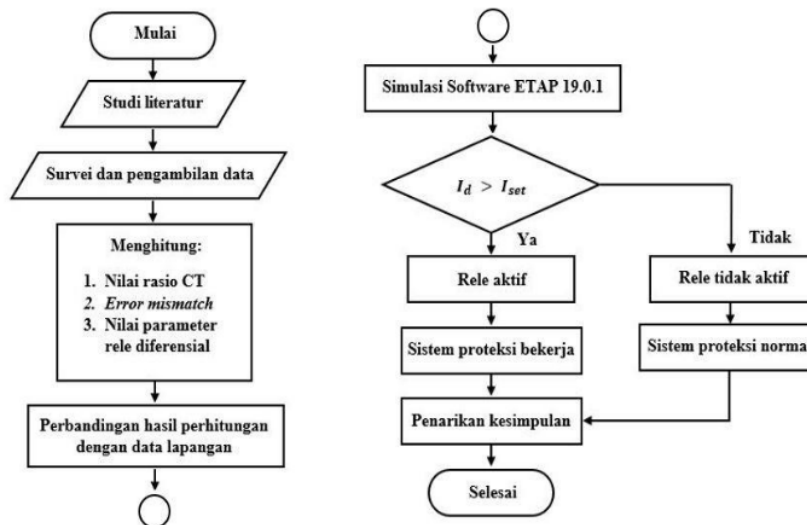 Mulai
Studi literatur
Survei dan pengambilan data
Menghitung:
1. Nilai rasio CT
2. Error mismatch
3. Nilai parameter
rele diferensial
Perbandingan hasil perhitungan
dengan data lapangan
Simulasi Software ETAP 19.0.1
I_d > I_set
Ya
Tidak
Rele aktif
Rele tidak aktif
Sistem proteksi bekerja
Sistem proteksi norma
Penarikan kesimpulan
Selesai